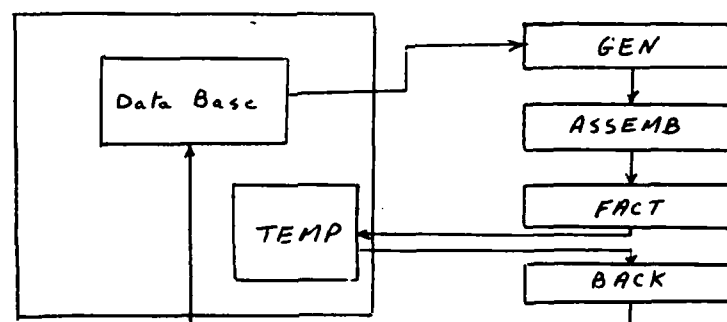 GEN
Data Base
ASSEMB
FACT
TEMP
BACK